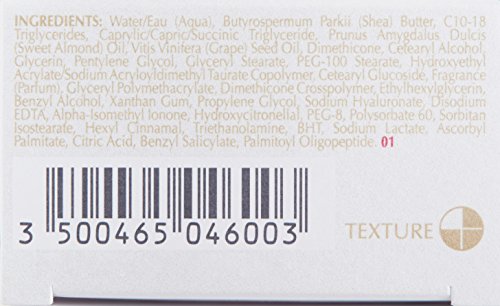 INGREDIENTS: Water/Eau (Aqua), Butyrospermum Parkii (Shea) Butter, C10-18
Triglycerides, Caprylic/Capric/Succinic Triglyceride, Prunus Amygdalus Dulcis
(Sweet Almond) Oil, Vitis Vinifera (Grape) Seed Oil, Dimethicone, Cetearyl Alcohol,
Glycerin, Pentylene Glycol, Glyceryl Stearate, PEG-100 Stearate, Hydroxyethyl
Acrylate/Sodium Acryloyldimethyl Taurate Copolymer, Cetearyl Glucoside, Fragrance
(Parfum), Glyceryl Polymethacrylate, Dimethicone Crosspolymer, Ethylhexylglycerin,
Benzyl Alcohol, Xanthan Gum, Propylene Glycol, Sodium Hyaluronate, Disodium
EDTA, Alpha-Isomethyl Ionone, Hydroxycitronellal, PEG-8, Polysorbate 60, Sorbitan
Isostearate, Hexyl Cinnamal, Triethanolamine, BHT, Sodium Lactate, Ascorbyl
Palmitate, Citric Acid, Benzyl Salicylate, Palmitoyl Oligopeptide. 01
3 500465 046003
TEXTURE